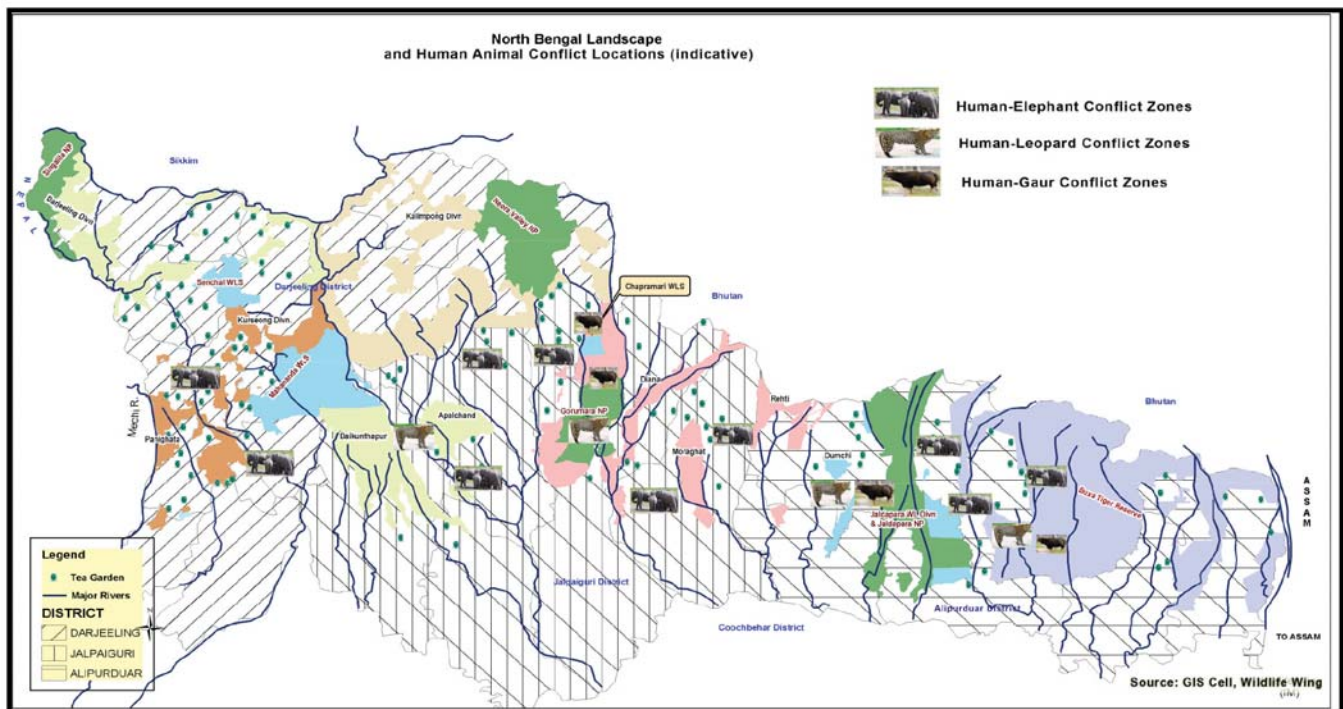 North Bengal Landscape
and Human Animal Conflict Locations (indicative)
Human-Elephant Conflict Zones
Human-Leopard Conflict Zones
Human-Gaur Conflict Zones
Singalila NP
NEPAL
Sikkim
Darjeeling Divn
Kalimpong Divn
Neora Valley NP
Senchal WLS
Darjeeling District
Chapramari WLS
Bhutan
Kurseong Divn.
Mahananda WLS
Mechi R.
Panighata
Baikunthapur
Apalchand
Diana
Gorumara NP
Rehti
Bhutan
Moraghat
Dumchi
Jaldapara WL Divn
& Jaldapara NP
Buxa Tiger Reserve
ASSAM
Jalpaiguri District
Alipurduar District
Coochbehar District
TO ASSAM
Legend
Tea Garden
Major Rivers
DISTRICT
DARJEELING
JALPAIGURI
ALIPURDUAR
N
Source: GIS Cell, Wildlife Wing